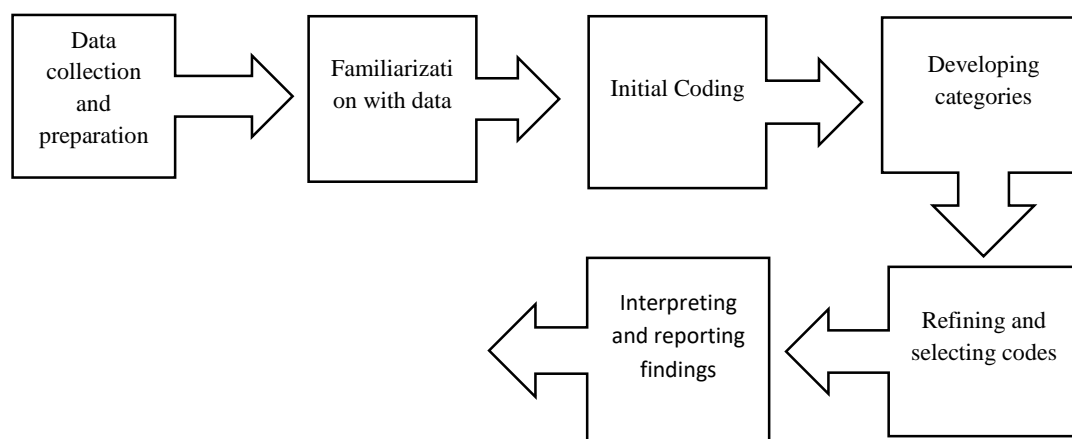 Data
collection
and
preparation
Familiarizati
on with data
Initial Coding
Developing
categories
Refining and
selecting codes
Interpreting
and reporting
findings